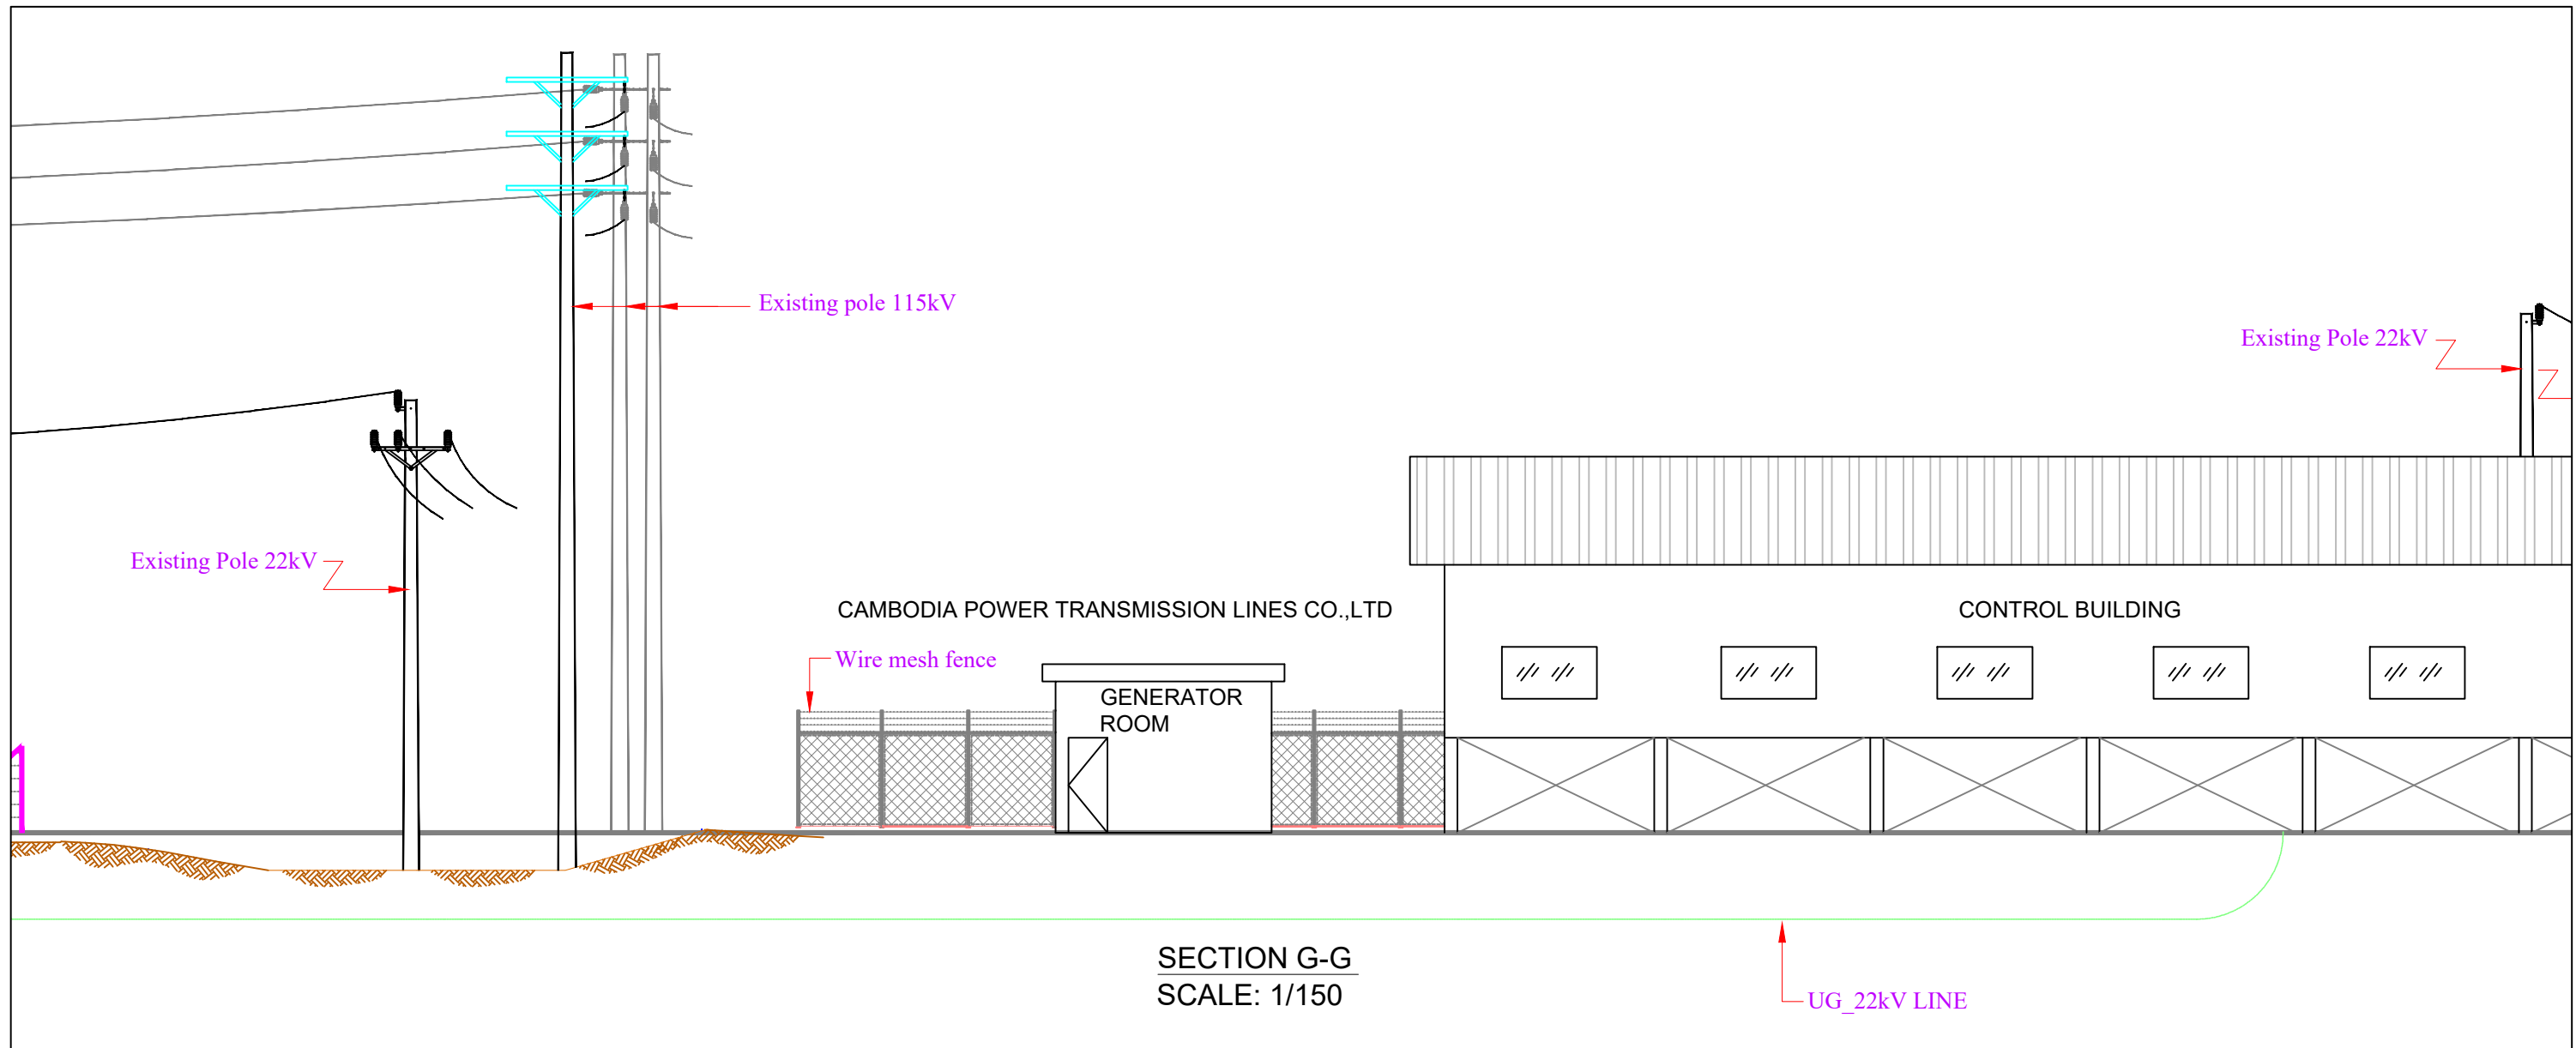 Existing pole 115kV
Existing Pole 22kV
Existing Pole 22kV
CAMBODIA POWER TRANSMISSION LINES CO.,LTD
CONTROL BUILDING
Wire mesh fence
GENERATOR
ROOM
SECTION G-G
SCALE: 1/150
UG_22kV LINE